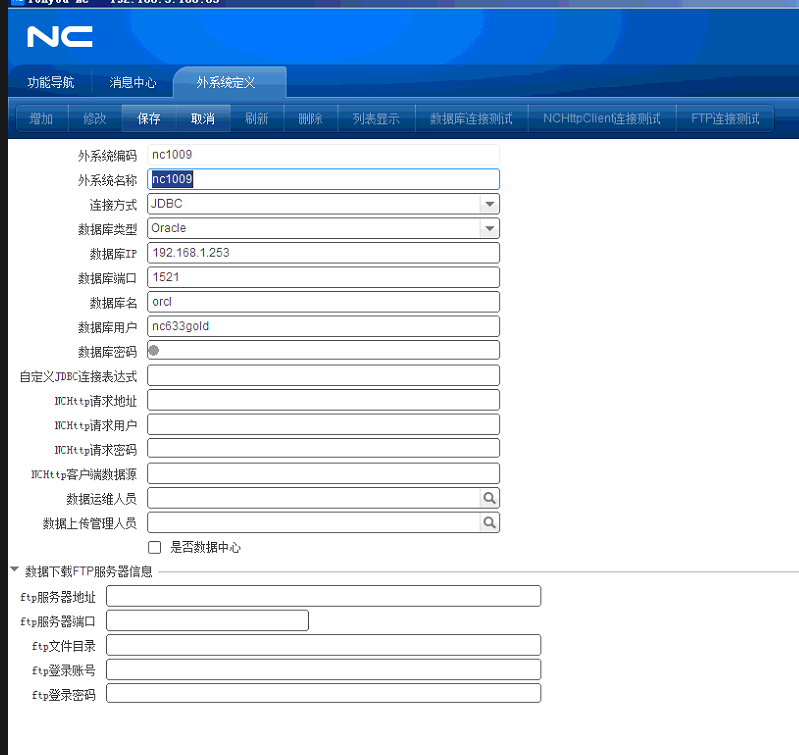 NC
功能导航 消息中心 外系统定义
增加 修改 保存 取消 刷新 删除 列表显示 数据库连接测试 NCHttpClient连接测试 FTP连接测试
外系统编码 nc1009
外系统名称 nc1009
连接方式 JDBC
数据库类型 Oracle
数据库IP 192.168.1.253
数据库端口 1521
数据库名 orcl
数据库用户 nc633gold
数据库密码
自定义JDBC连接表达式
NCHttp请求地址
NCHttp请求用户
NCHttp请求密码
NCHttp客户端数据源
数据运维人员
数据上传管理人员
是否数据中心
数据下载FTP服务器信息
ftp服务器地址
ftp服务器端口
ftp文件目录
ftp登录账号
ftp登录密码